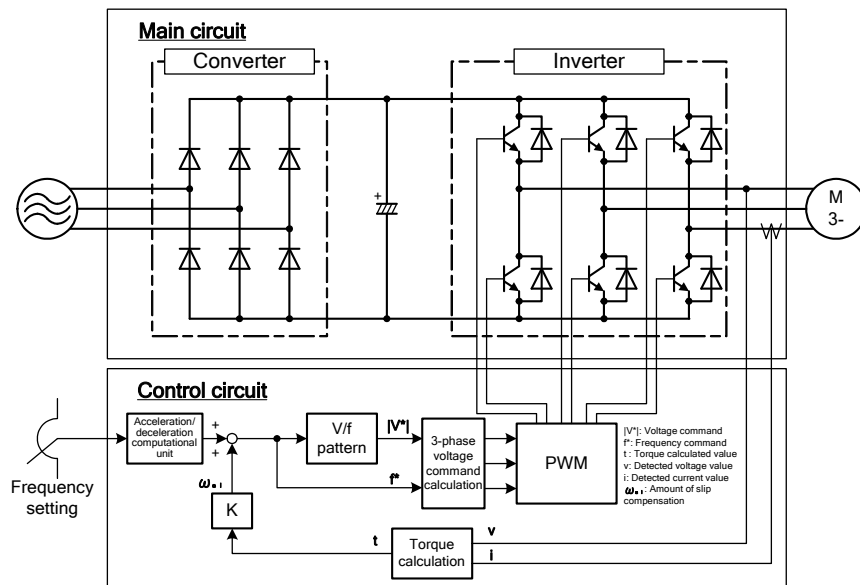 Main circuit
Converter
Inverter
+
M
3-
Control circuit
Acceleration/
deceleration
computational
unit
+
+
V/f
pattern
|V*|
f*
3-phase
voltage
command
calculation
PWM
|V*|: Voltage command
f*: Frequency command
t : Torque calculated value
v: Detected voltage value
i: Detected current value
: Amount of slip
compensation
Frequency
setting
K
t
Torque
calculation
v
i